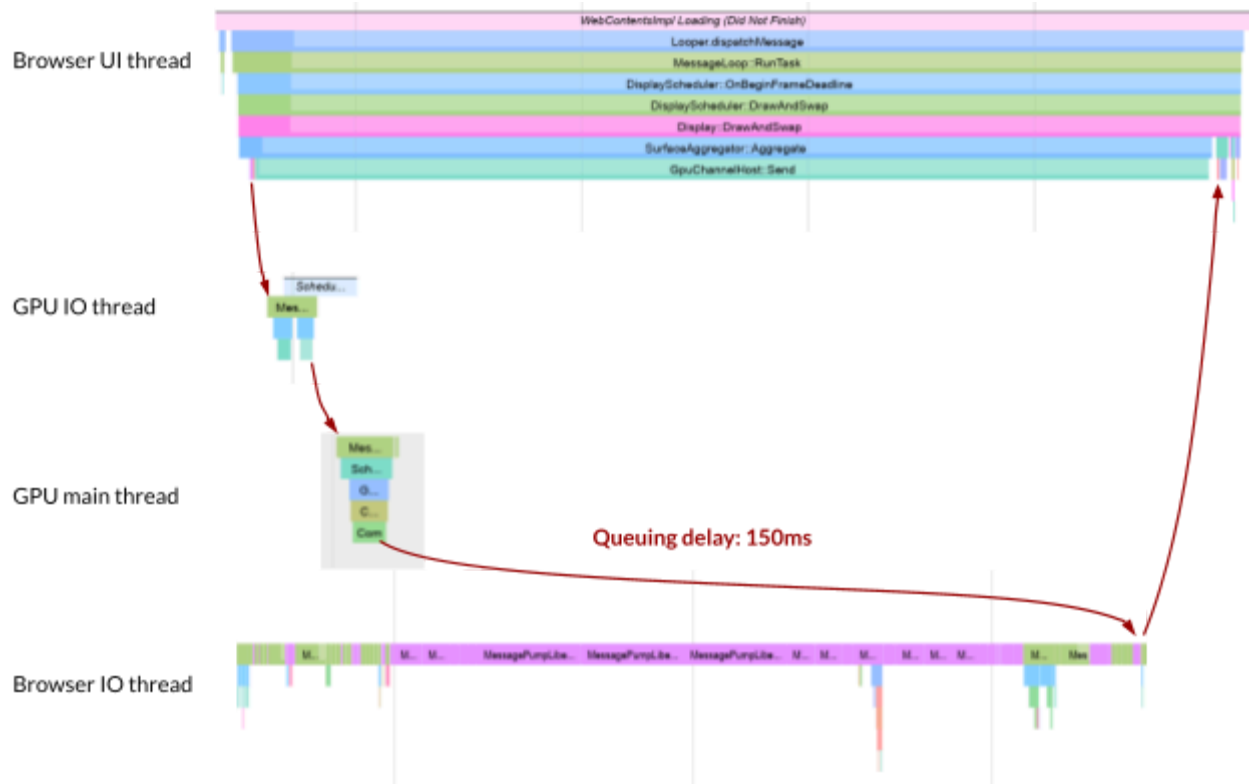 WebContentsImpl Loading (Did Not Finish)
Browser UI thread
Looper.dispatchMessage
MessageLoop::RunTask
DisplayScheduler::OnBeginFrameDeadline
DisplayScheduler::DrawAndSwap
Display::DrawAndSwap
SurfaceAggregator::Aggregate
GpuChannelHost::Send
GPU IO thread
Schedu...
Mes...
GPU main thread
Mes...
Sch...
G...
C...
Com
Queuing delay: 150ms
Browser IO thread
M... M... M... MessagePumpLibe... MessagePumpLibe... MessagePumpLibe... M... M... M... M... M... M... M... Mes